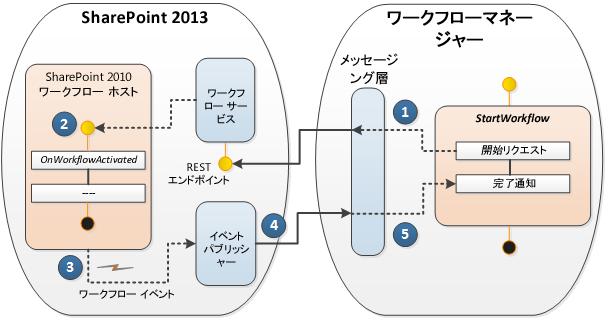 SharePoint 2013
SharePoint 2010
ワークフロー ホスト
2
OnWorkflowActivated
----
3
ワークフロー イベント
ワークフ
ロー サー
ビス
REST
エンドポイント
イベント
パブリッシ
ャー
4
ワークフローマネ
ージャー
メッセージ
ング層
1
StartWorkflow
開始リクエスト
完了通知
5